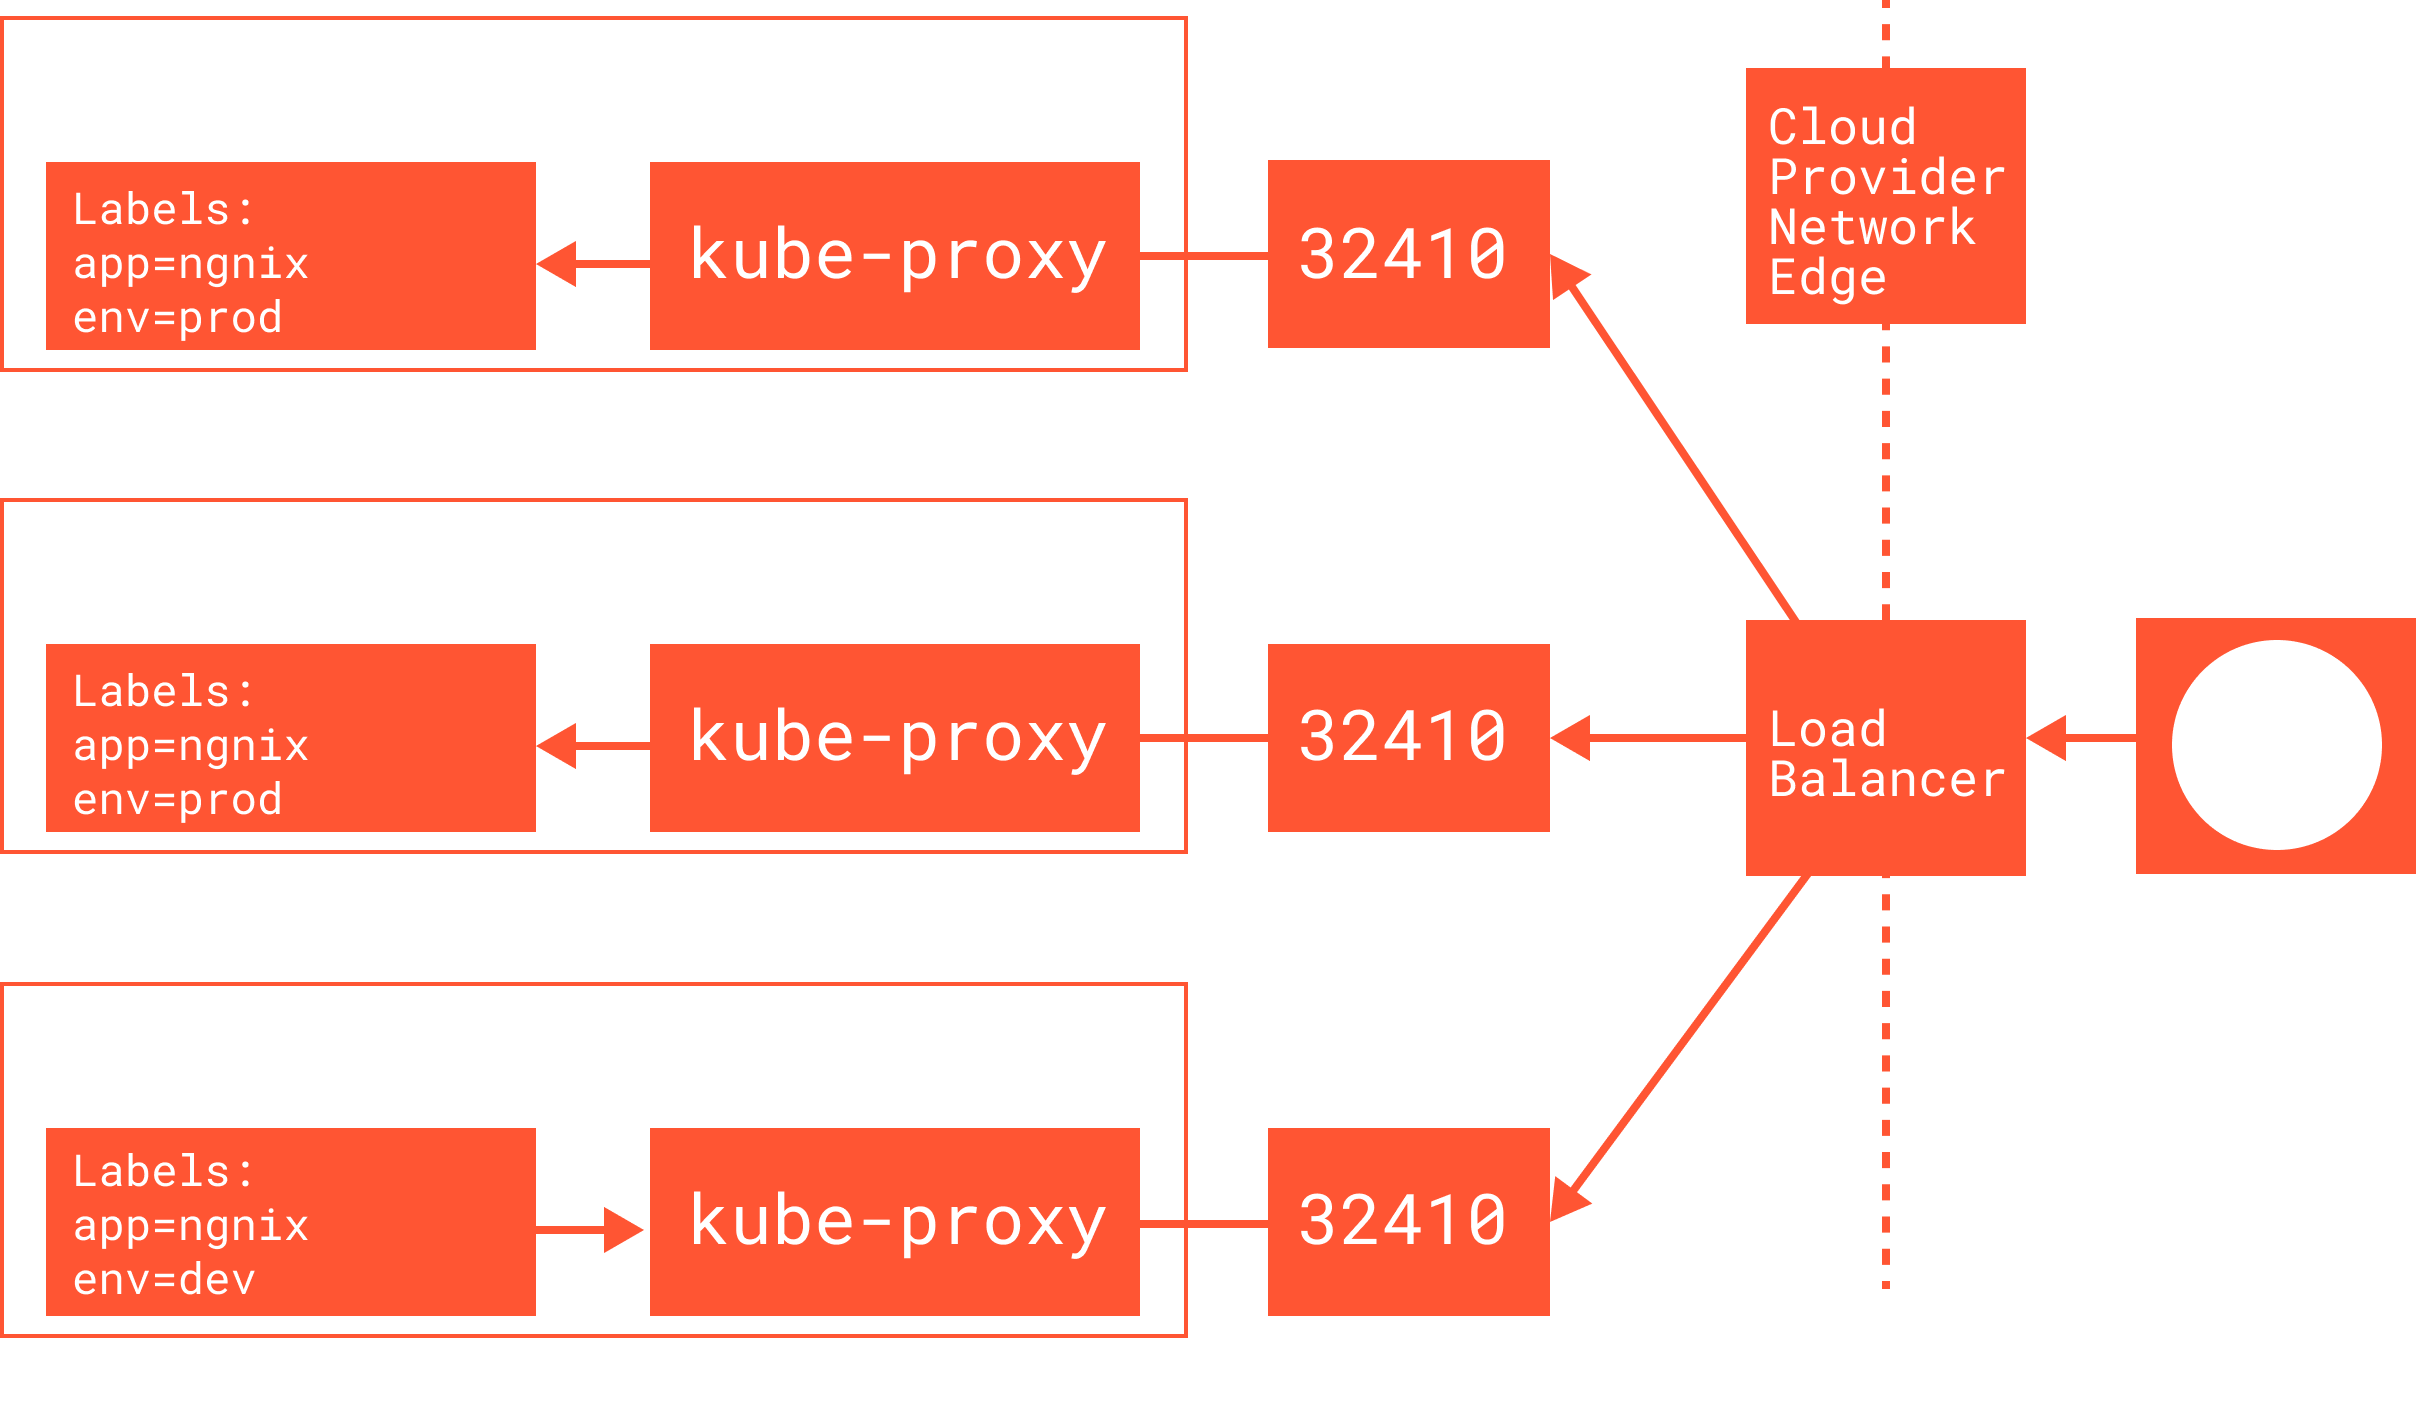 Labels:
app=ngnix
env=prod
kube-proxy
32410
Cloud
Provider
Network
Edge
Labels:
app=ngnix
env=prod
kube-proxy
32410
Load
Balancer
Labels:
app=ngnix
env=dev
kube-proxy
32410